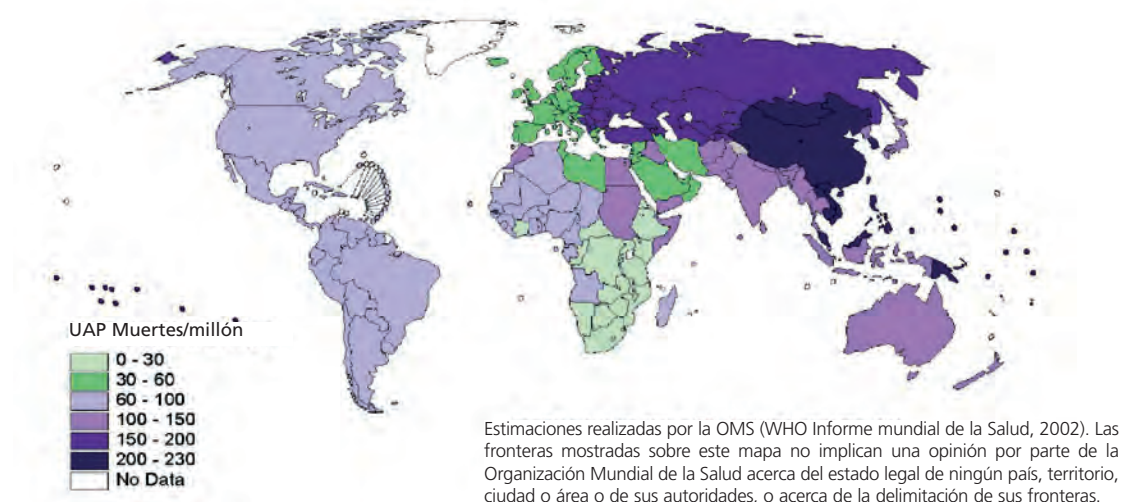 UAP Muertes/millón
0 - 30
30 - 60
60 - 100
100 - 150
150 - 200
200 - 230
No Data
Estimaciones realizadas por la OMS (WHO Informe mundial de la Salud, 2002). Las
fronteras mostradas sobre este mapa no implican una opinión por parte de la
Organización Mundial de la Salud acerca del estado legal de ningún país, territorio,
ciudad o área o de sus autoridades, o acerca de la delimitación de sus fronteras.